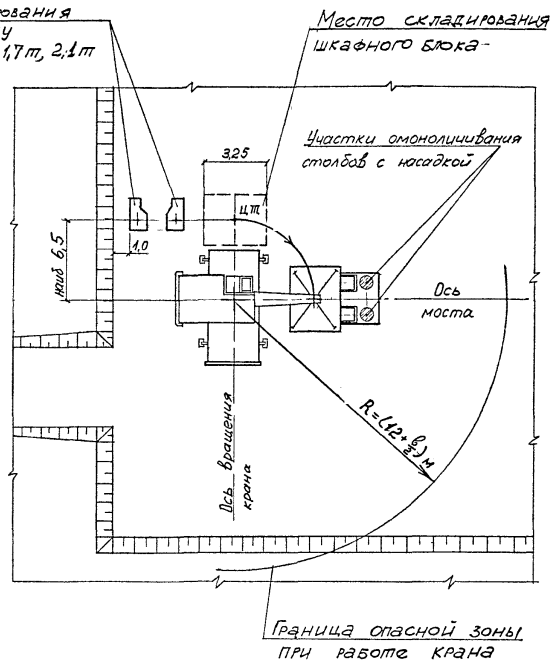 ования
у
1,7т, 2,1т
Место складирования
шкафного блока-
Участки омоноличивания
столбов с насадкой
3,25
ц.т
1,0
наиб 6,5
Ось
моста
R=(12+в/2)м
Ось вращения
крана
Граница опасной зоны
при работе крана